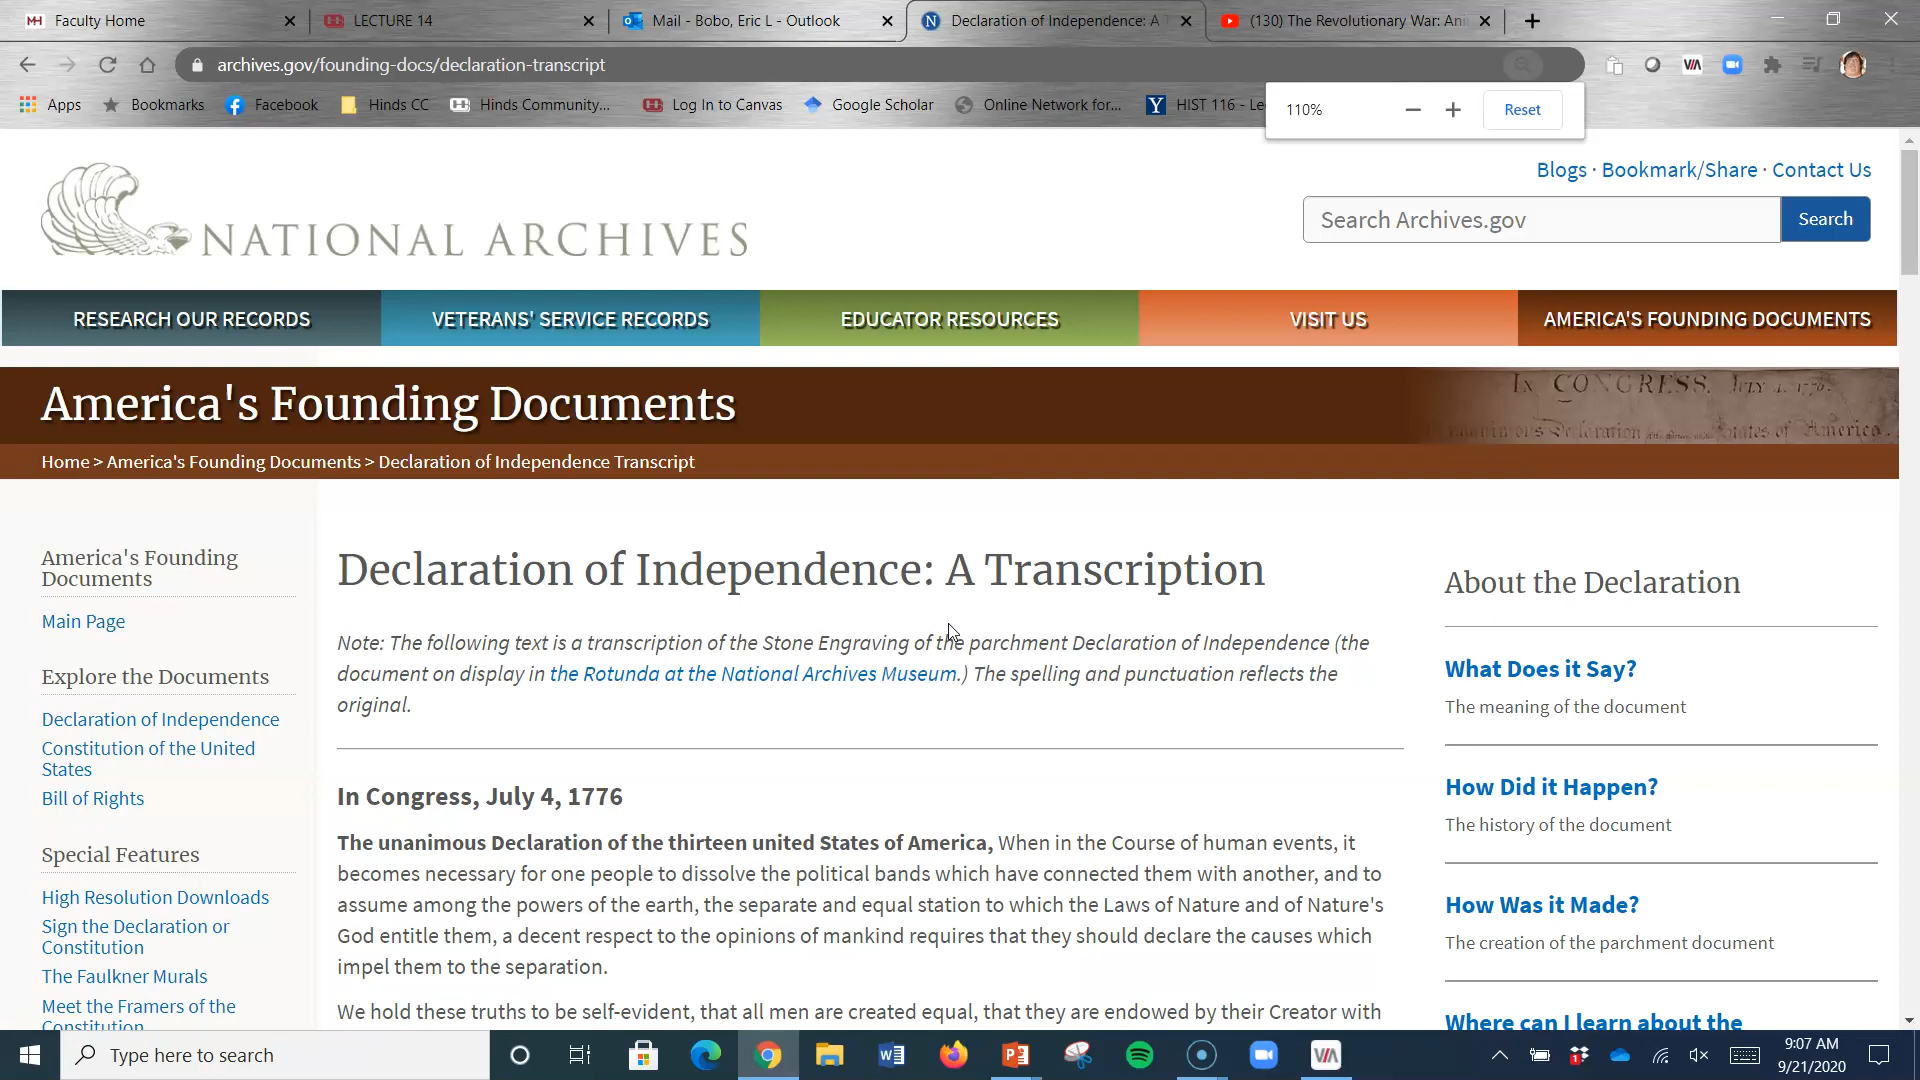 Faculty Home
LECTURE 14
Mail - Bobo, Eric L - Outlook
Declaration of Independence: A T
(130) The Revolutionary War: Ani
archives.gov/founding-docs/declaration-transcript
Apps
Bookmarks
Facebook
Hinds CC
Hinds Community...
Log In to Canvas
Google Scholar
Online Network for...
HIST 116 - Le
110%
Reset
NATIONAL ARCHIVES
Blogs · Bookmark/Share · Contact Us
Search Archives.gov
Search
RESEARCH OUR RECORDS
VETERANS' SERVICE RECORDS
EDUCATOR RESOURCES
VISIT US
AMERICA'S FOUNDING DOCUMENTS
America's Founding Documents
IN CONGRESS, JULY 4, 1776.
Declaration
States of America.
Home > America's Founding Documents > Declaration of Independence Transcript
America's Founding
Documents
Main Page
Explore the Documents
Declaration of Independence
Constitution of the United
States
Bill of Rights
Special Features
High Resolution Downloads
Sign the Declaration or
Constitution
The Faulkner Murals
Meet the Framers of the
Constitution
Declaration of Independence: A Transcription
Note: The following text is a transcription of the Stone Engraving of the parchment Declaration of Independence (the
document on display in the Rotunda at the National Archives Museum.) The spelling and punctuation reflects the
original.
In Congress, July 4, 1776
The unanimous Declaration of the thirteen united States of America, When in the Course of human events, it
becomes necessary for one people to dissolve the political bands which have connected them with another, and to
assume among the powers of the earth, the separate and equal station to which the Laws of Nature and of Nature's
God entitle them, a decent respect to the opinions of mankind requires that they should declare the causes which
impel them to the separation.
We hold these truths to be self-evident, that all men are created equal, that they are endowed by their Creator with
About the Declaration
What Does it Say?
The meaning of the document
How Did it Happen?
The history of the document
How Was it Made?
The creation of the parchment document
Where can I learn about the
Type here to search
9:07 AM
9/21/2020